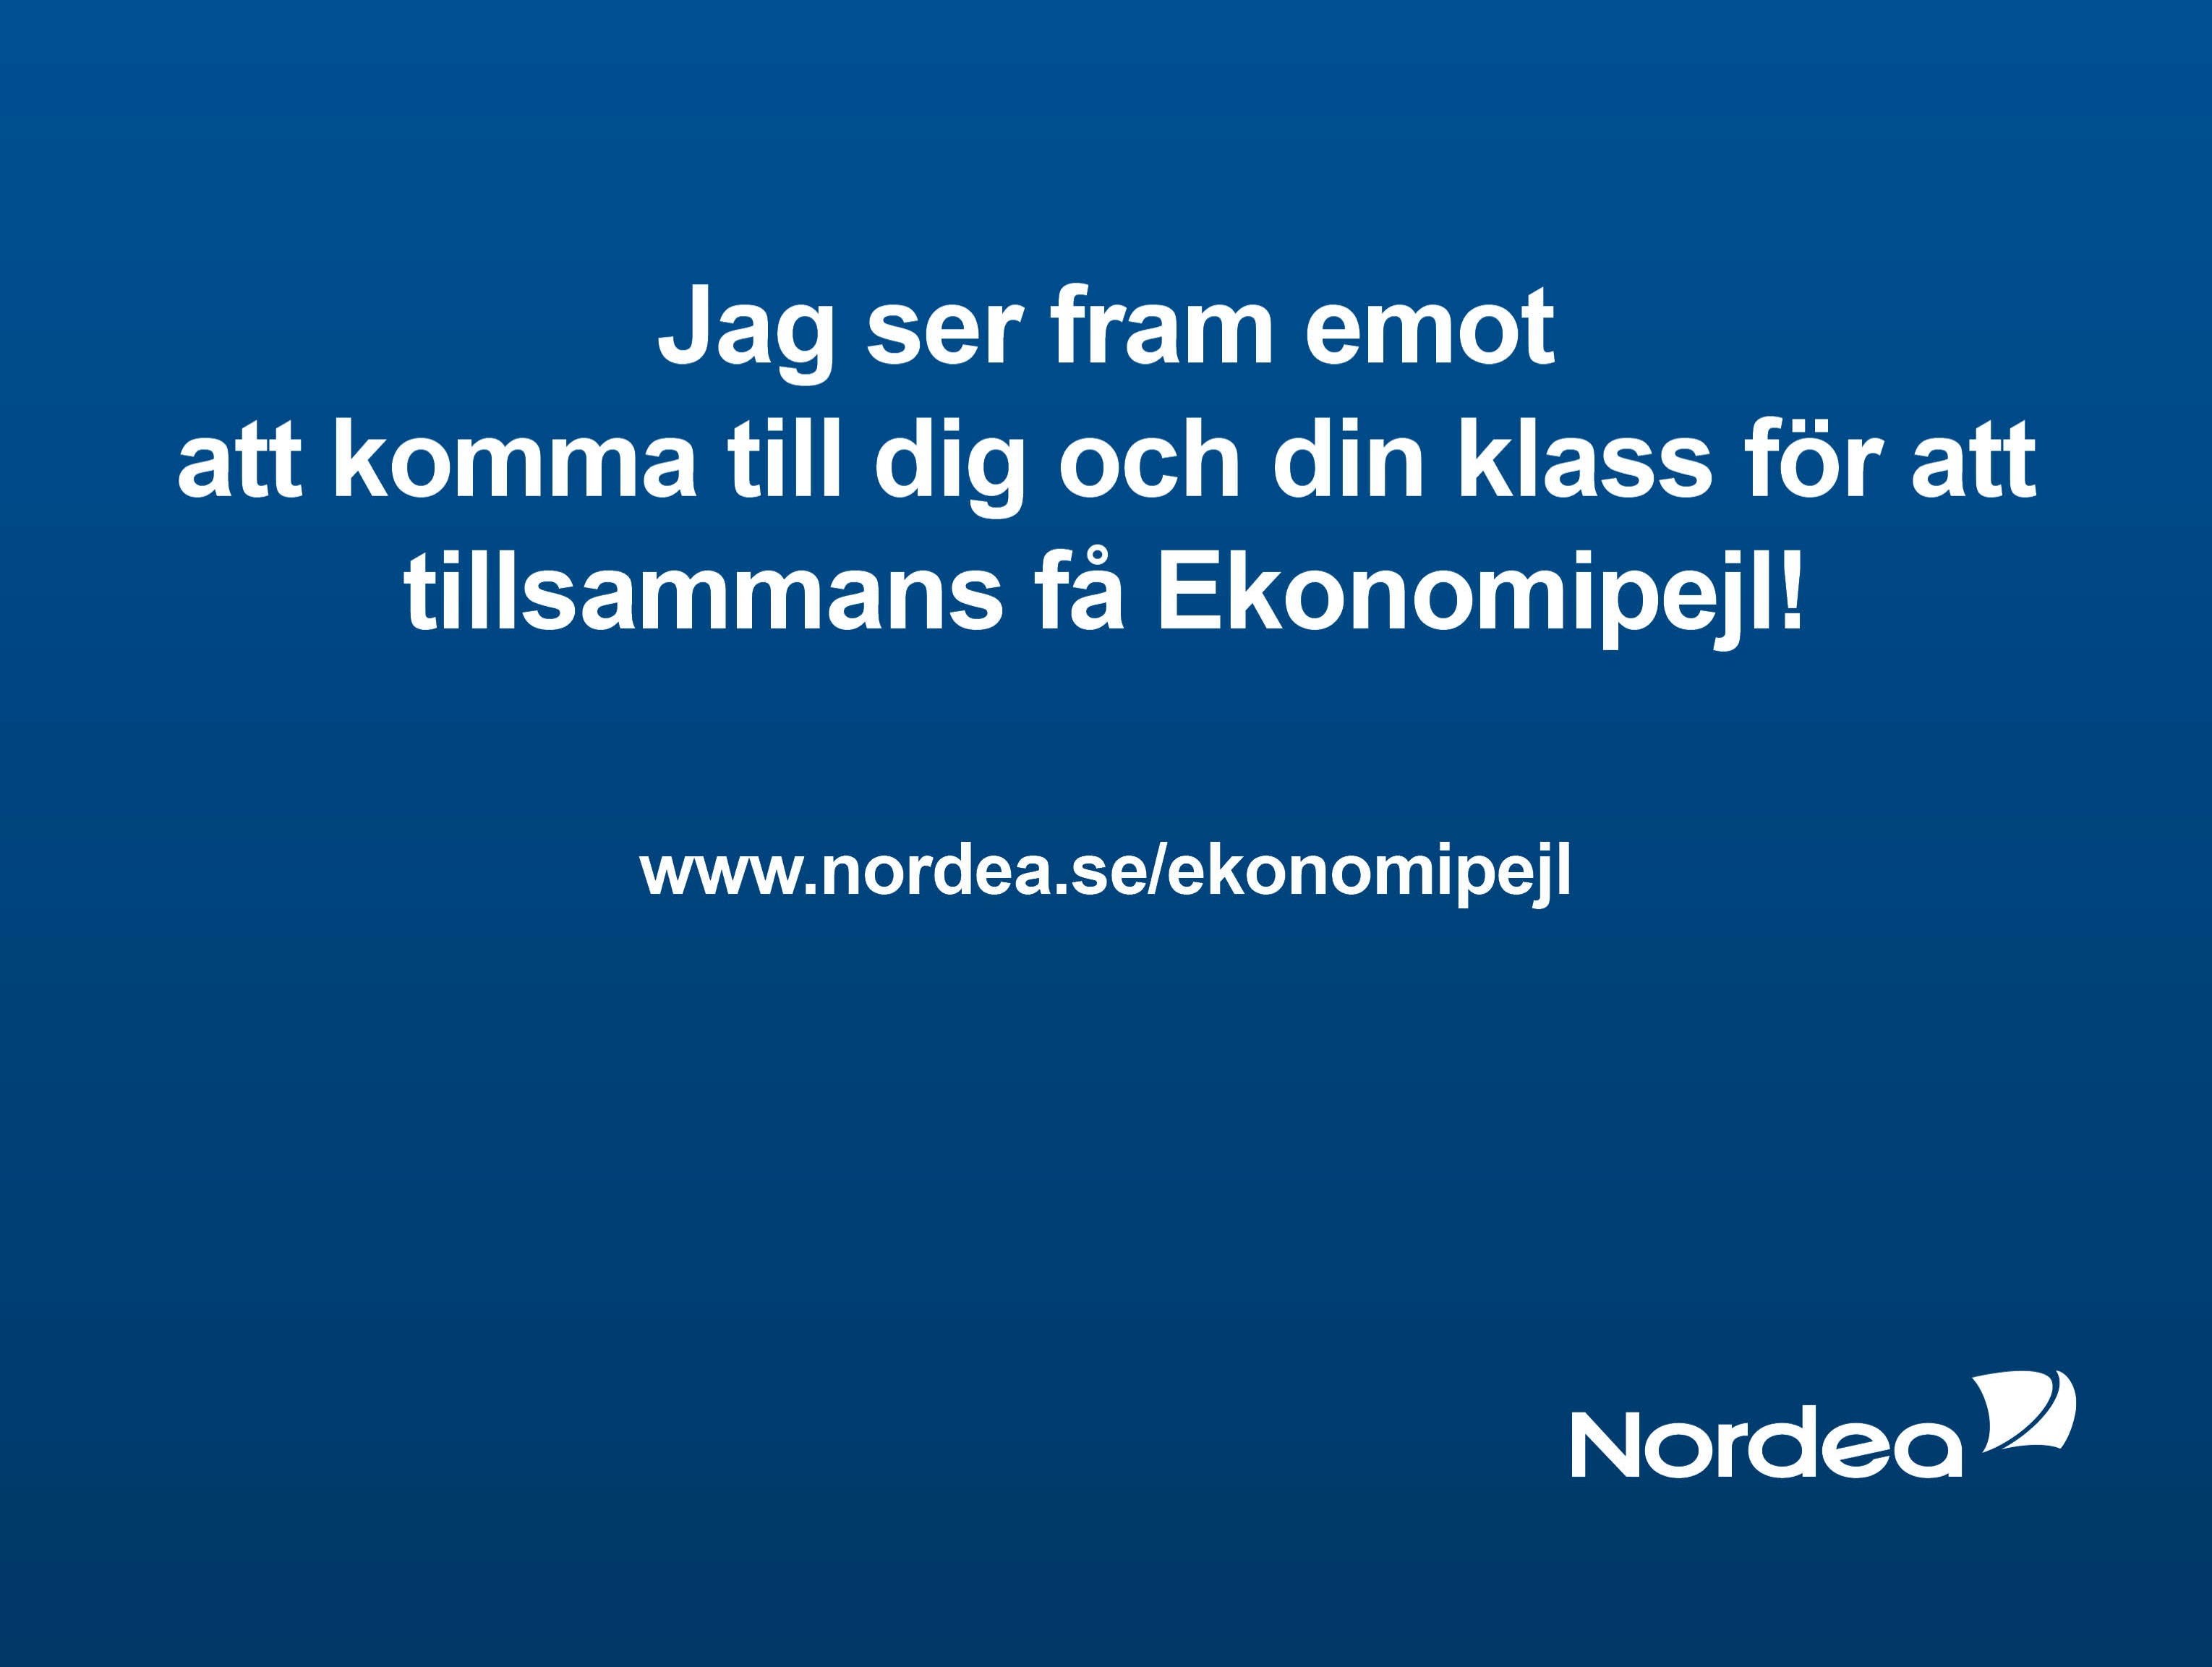 Jag ser fram emot
att komma till dig och din klass för att
tillsammans få Ekonomipejl!
www.nordea.se/ekonomipejl
Nordea